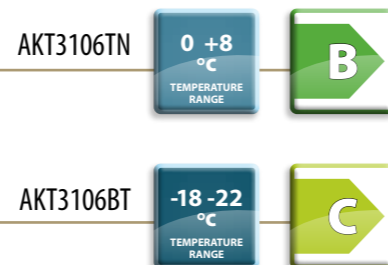 AKT3106TN
0 +8
°C
TEMPERATURE
RANGE
B
AKT3106BT
-18 -22
°C
TEMPERATURE
RANGE
C